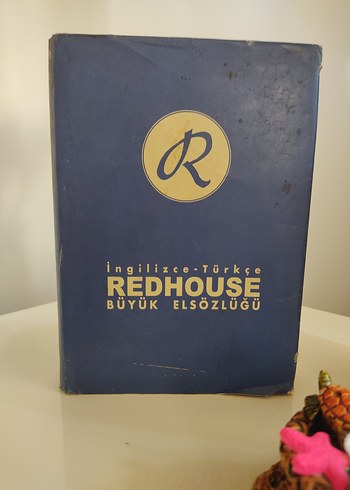 R
İngilizce-Türkçe
REDHOUSE
BÜYÜK ELSÖZLÜĞÜ